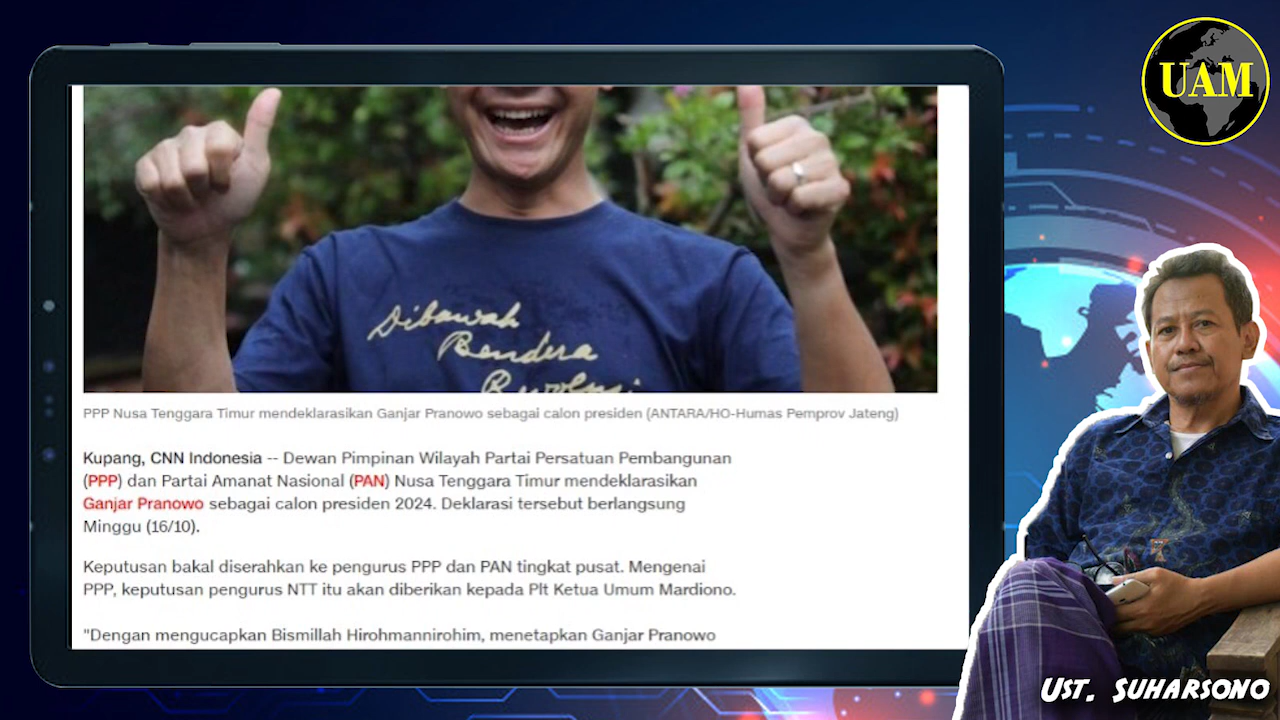 UAM
Dibawah
Bendera
Revolusi
PPP Nusa Tenggara Timur mendeklarasikan Ganjar Pranowo sebagai calon presiden (ANTARA/HO-Humas Pemprov Jateng)
Kupang, CNN Indonesia -- Dewan Pimpinan Wilayah Partai Persatuan Pembangunan
(PPP) dan Partai Amanat Nasional (PAN) Nusa Tenggara Timur mendeklarasikan
Ganjar Pranowo sebagai calon presiden 2024. Deklarasi tersebut berlangsung
Minggu (16/10).
Keputusan bakal diserahkan ke pengurus PPP dan PAN tingkat pusat. Mengenai
PPP, keputusan pengurus NTT itu akan diberikan kepada Plt Ketua Umum Mardiono.
"Dengan mengucapkan Bismillah Hirohmannirohim, menetapkan Ganjar Pranowo
UST. SUHARSONO